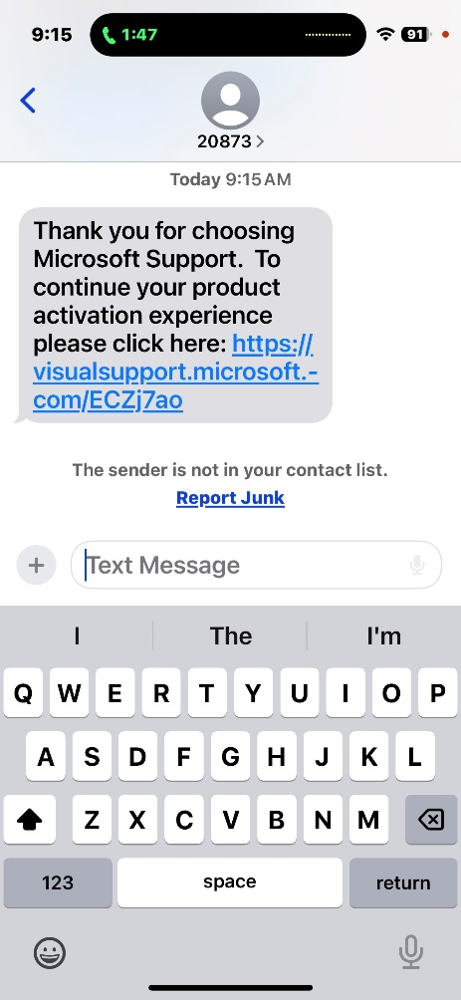 9:15
1:47
91
20873
Today 9:15 AM
Thank you for choosing
Microsoft Support.  To
continue your product
activation experience
please click here: https://
visualsupport.microsoft.-
com/ECZj7ao
The sender is not in your contact list.
Report Junk
Text Message
I The I'm
Q W E R T Y U I O P
A S D F G H J K L
Z X C V B N M
123 space return